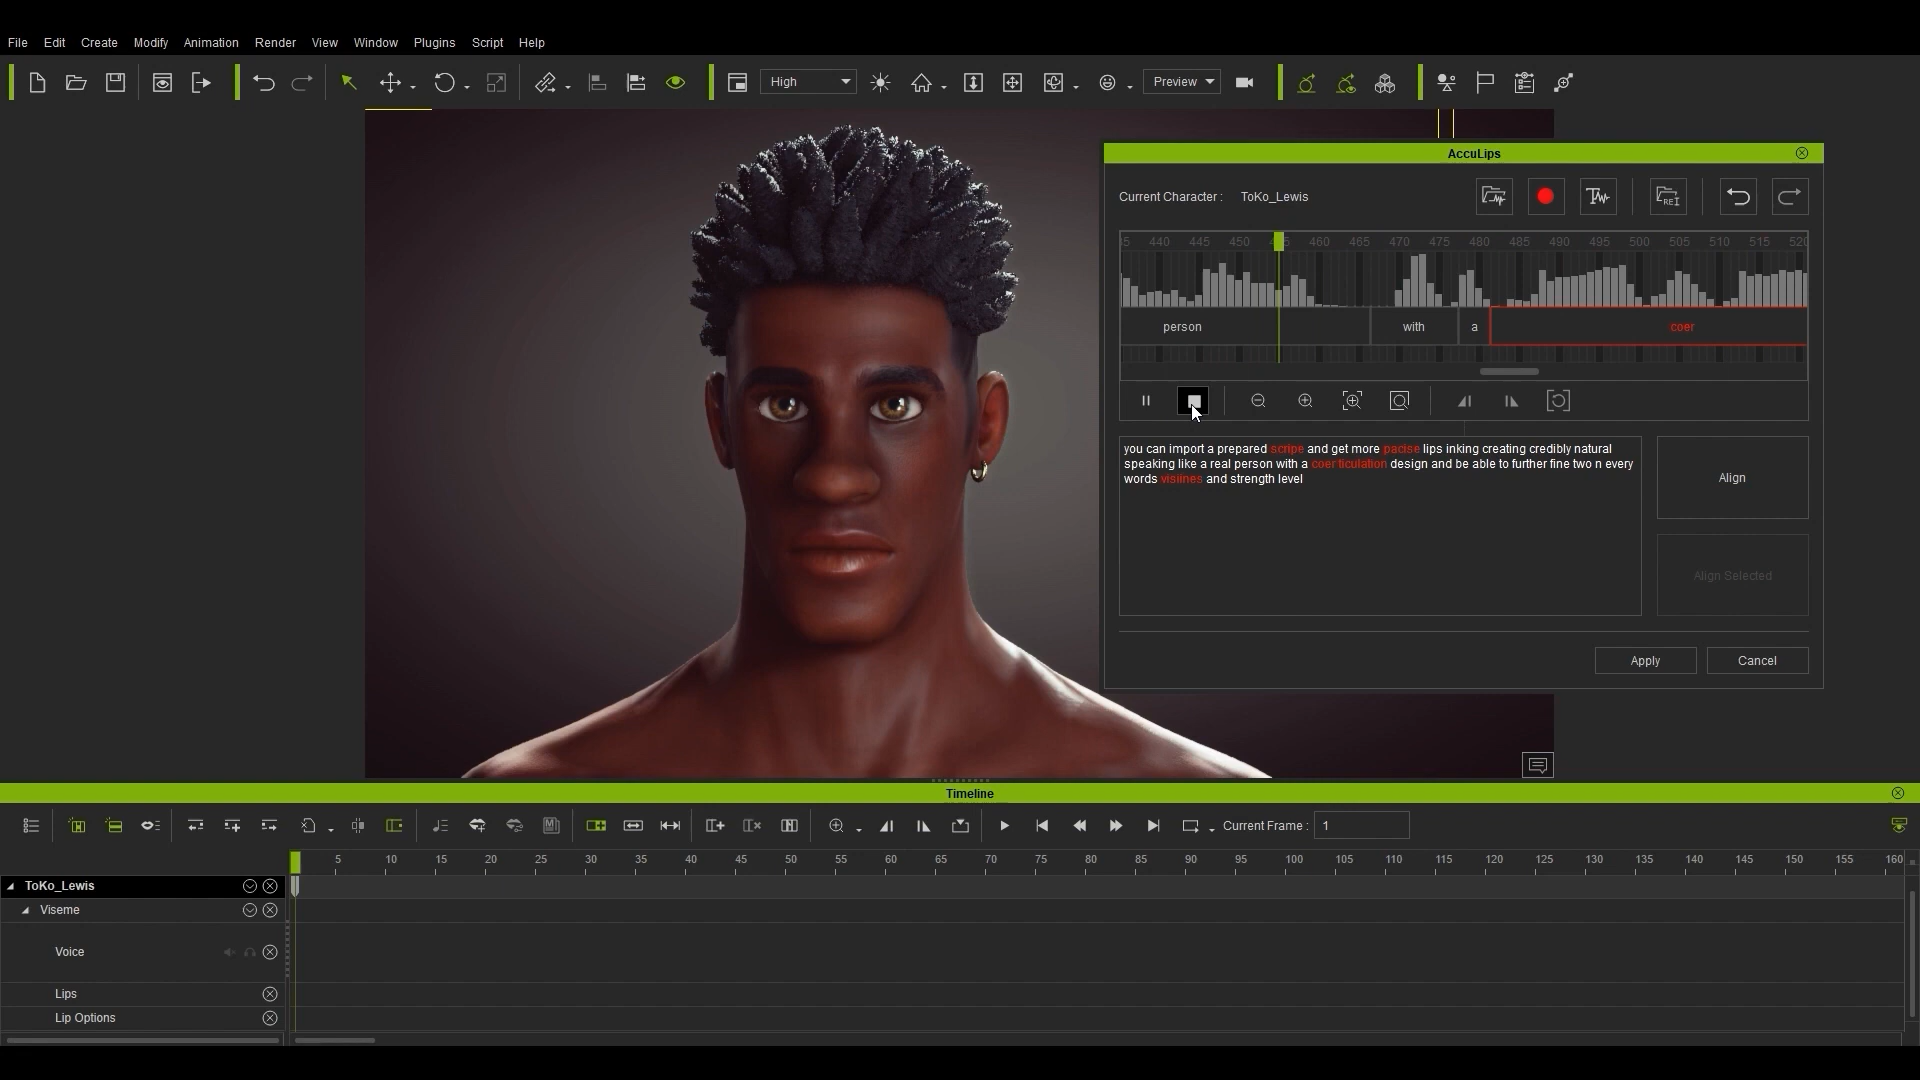 File Edit Create Modify Animation Render View Window Plugins Script Help
High Preview
AccuLips
Current Character : ToKo_Lewis
440 445 450 460 465 470 475 480 485 490 495 500 505 510 515 520
person with a coer
you can import a prepared scripe and get more pacise lips inking creating credibly natural
speaking like a real person with a coer ticulation design and be able to further fine two n every
words visiines and strength level
Align
Align Selected
Apply Cancel
Timeline
Current Frame : 1
5 10 15 20 25 30 35 40 45 50 55 60 65 70 75 80 85 90 95 100 105 110 115 120 125 130 135 140 145 150 155 160
ToKo_Lewis
Viseme
Voice
Lips
Lip Options